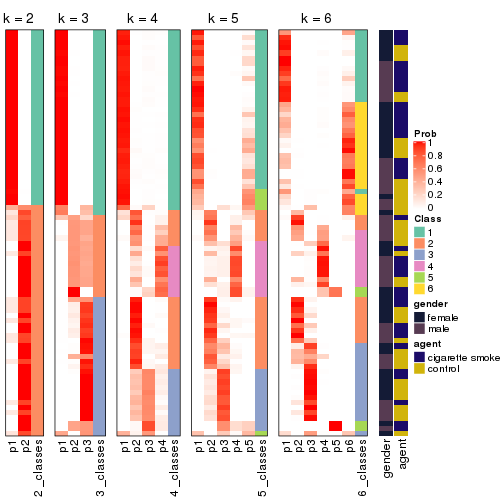 k = 2
k = 3
k = 4
k = 5
k = 6
Prob
1
0.8
0.6
0.4
0.2
0
Class
1
2
3
4
5
6
gender
female
male
agent
cigarette smoke
control
p1
p2
2_classes
p1
p2
p3
3_classes
p1
p2
p3
p4
4_classes
p1
p2
p3
p4
p5
5_classes
p1
p2
p3
p4
p5
p6
6_classes
gender
agent